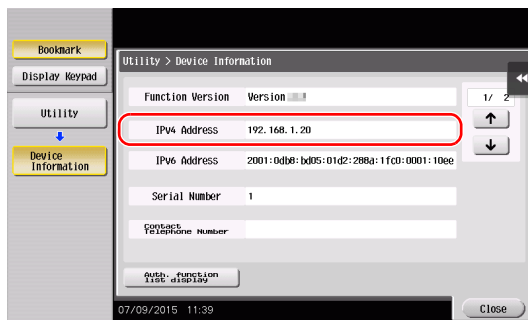 Bookmark
Display Keypad
Utility
Device
Information
Utility > Device Information
Function Version Version
1/ 2
IPv4 Address 192.168.1.20
IPv6 Address 2001:0db8:bd05:01d2:288a:1fc0:0001:10ee
Serial Number 1
Contact
Telephone Number
Auth. function
list display
07/09/2015 11:39
Close